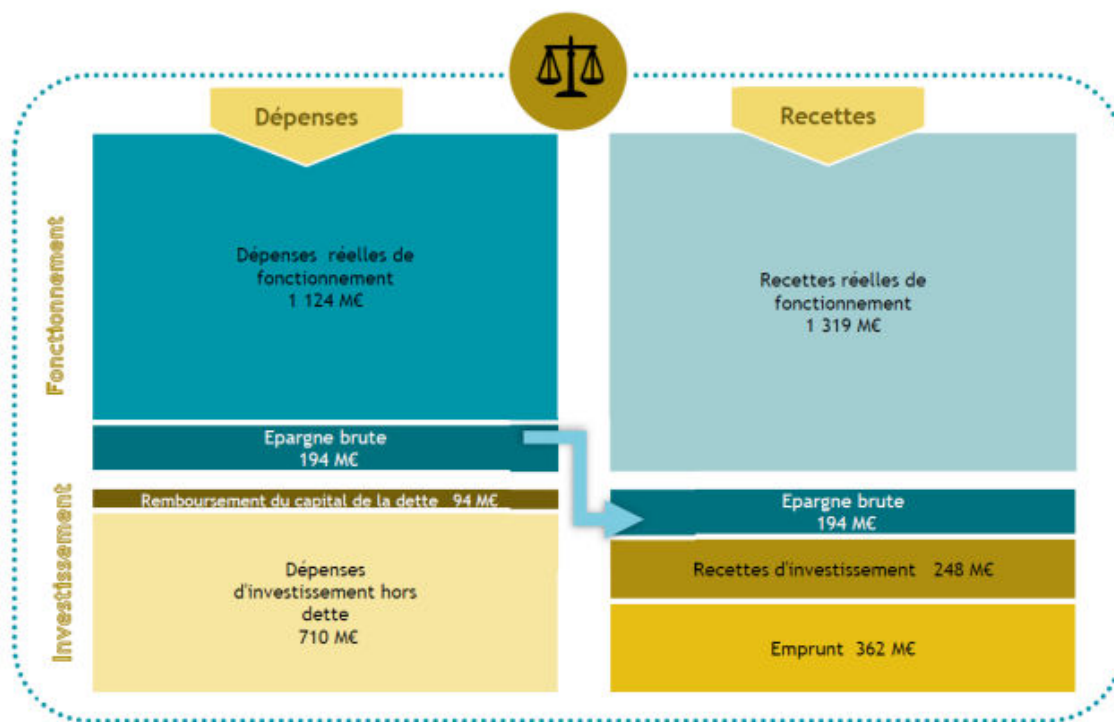 Dépenses
Recettes
Fonctionnement
Dépenses réelles de
fonctionnement
1 124 M€
Recettes réelles de
fonctionnement
1 319 M€
Epargne brute
194 M€
Investissement
Remboursement du capital de la dette 94 M€
Epargne brute
194 M€
Dépenses
d'investissement hors
dette
710 M€
Recettes d'investissement 248 M€
Emprunt 362 M€